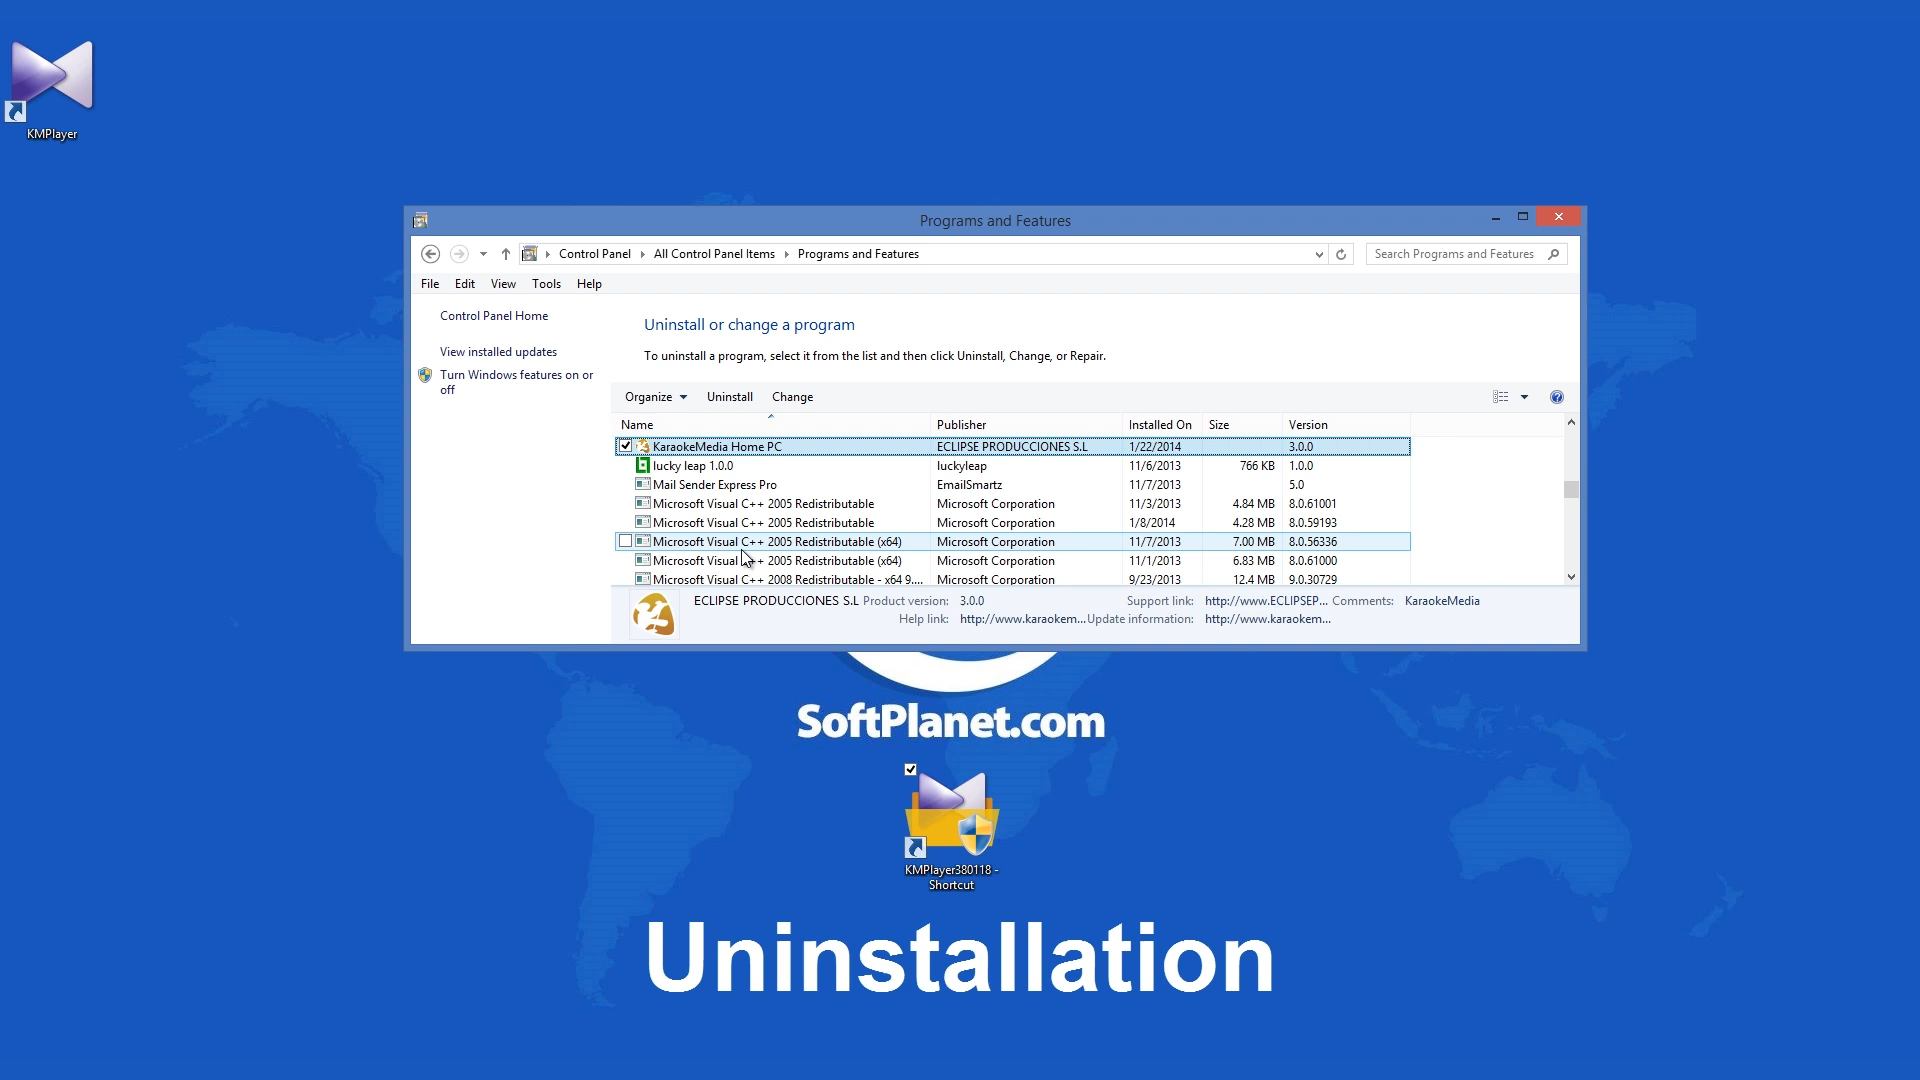 KMPlayer
Programs and Features
Control Panel All Control Panel Items Programs and Features
Search Programs and Features
File Edit View Tools Help
Control Panel Home
View installed updates
Turn Windows features on or
off
Uninstall or change a program
To uninstall a program, select it from the list and then click Uninstall, Change, or Repair.
Organize Uninstall Change
Name Publisher Installed On Size Version
KaraokeMedia Home PC ECLIPSE PRODUCCIONES S.L 1/22/2014 3.0.0
lucky leap 1.0.0 luckyleap 11/6/2013 766 KB 1.0.0
Mail Sender Express Pro EmailSmartz 11/7/2013 5.0
Microsoft Visual C++ 2005 Redistributable Microsoft Corporation 11/3/2013 4.84 MB 8.0.61001
Microsoft Visual C++ 2005 Redistributable Microsoft Corporation 1/8/2014 4.28 MB 8.0.59193
Microsoft Visual C++ 2005 Redistributable (x64) Microsoft Corporation 11/7/2013 7.00 MB 8.0.56336
Microsoft Visual C++ 2005 Redistributable (x64) Microsoft Corporation 11/1/2013 6.83 MB 8.0.61000
Microsoft Visual C++ 2008 Redistributable - x64 9.... Microsoft Corporation 9/23/2013 12.4 MB 9.0.30729
ECLIPSE PRODUCCIONES S.L Product version: 3.0.0 Support link: http://www.ECLIPSEP... Comments: KaraokeMedia
Help link: http://www.karaokem... Update information: http://www.karaokem...
SoftPlanet.com
KMPlayer380118 -
Shortcut
Uninstallation